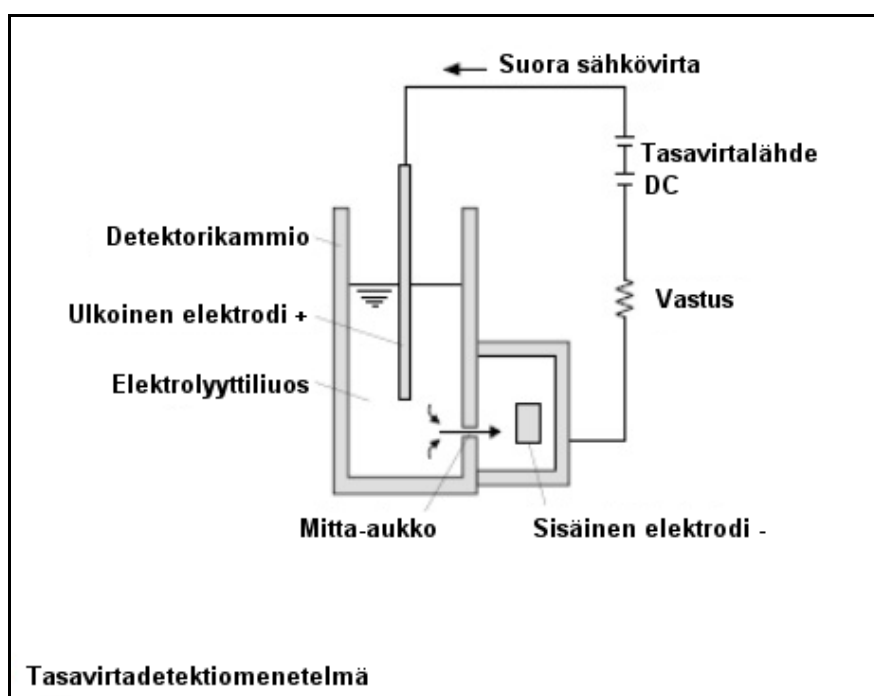 Suora sähkövirta
Tasavirtalähde
DC
Detektorikammio
Vastus
Ulkoinen elektrodi +
Elektrolyyttiliuos
Mitta-aukko
Sisäinen elektrodi -
Tasavirtadetektiomenetelmä